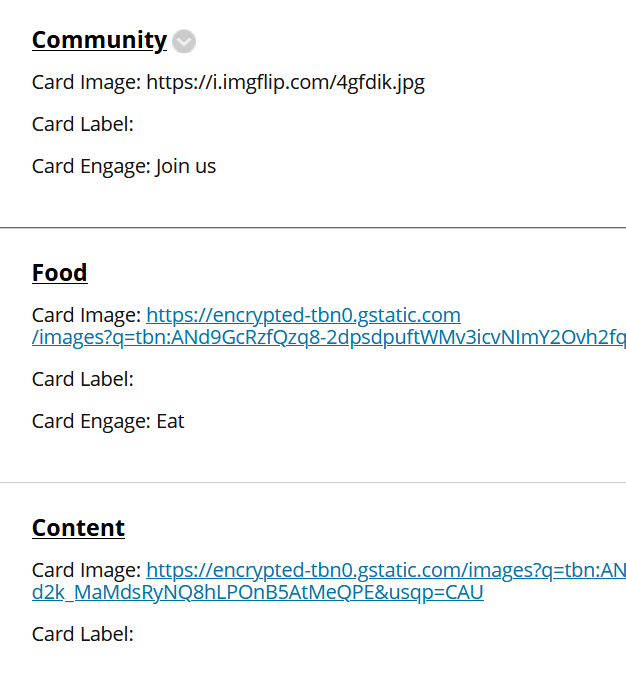 Community
Card Image: https://i.imgflip.com/4gfdik.jpg
Card Label:
Card Engage: Join us
Food
Card Image: https://encrypted-tbn0.gstatic.com
/images?q=tbn:ANd9GcRzfQzq8-2dpsdpuftWMv3icvNImY2Ovh2fq
Card Label:
Card Engage: Eat
Content
Card Image: https://encrypted-tbn0.gstatic.com/images?q=tbn:AN
d2k_MaMdsRyNQ8hLPOnB5AtMeQPE&usqp=CAU
Card Label: